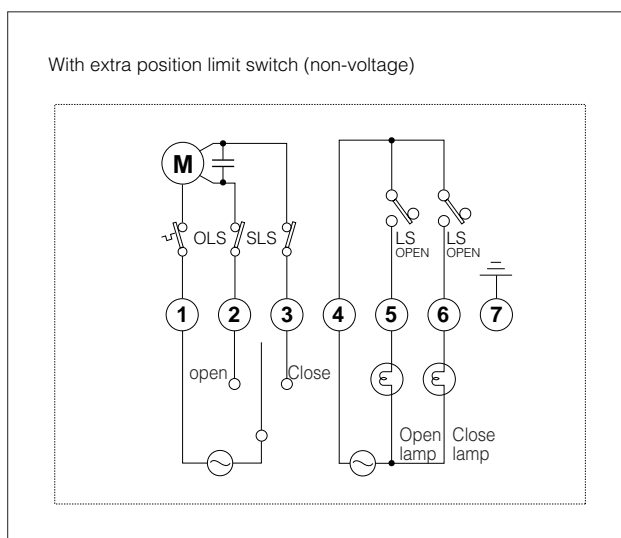 With extra position limit switch (non-voltage)
M
OLS SLS
LS
OPEN
LS
OPEN
1 2 3 4 5 6 7
open Close
Open
lamp
Close
lamp